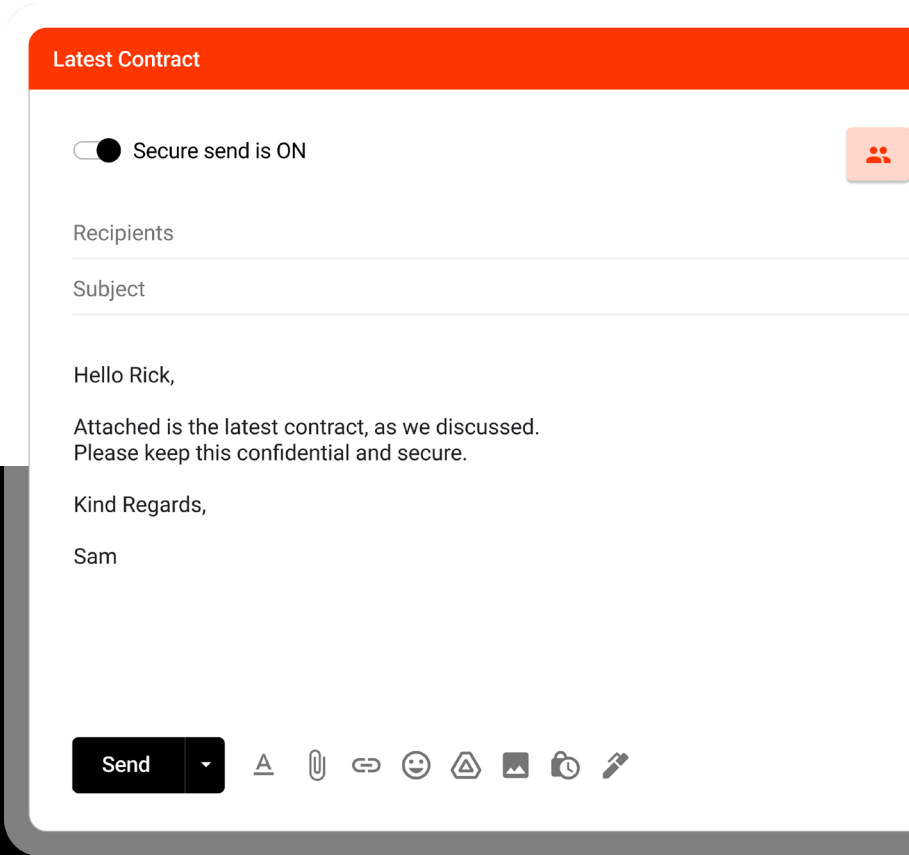 Latest Contract
Secure send is ON
Recipients
Subject
Hello Rick,
Attached is the latest contract, as we discussed.
Please keep this confidential and secure.
Kind Regards,
Sam
Send